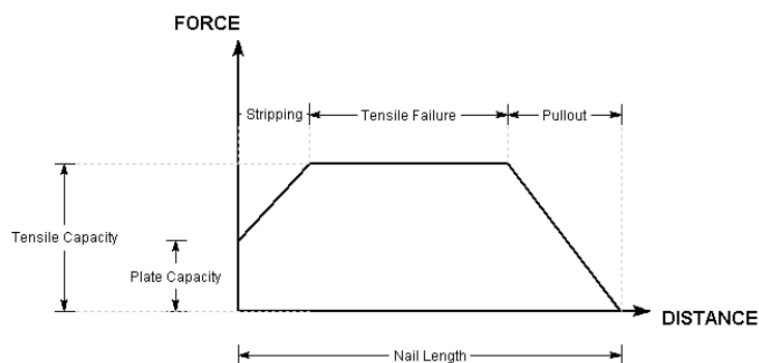 FORCE
Stripping
Tensile Failure
Pullout
Tensile Capacity
Plate Capacity
DISTANCE
Nail Length